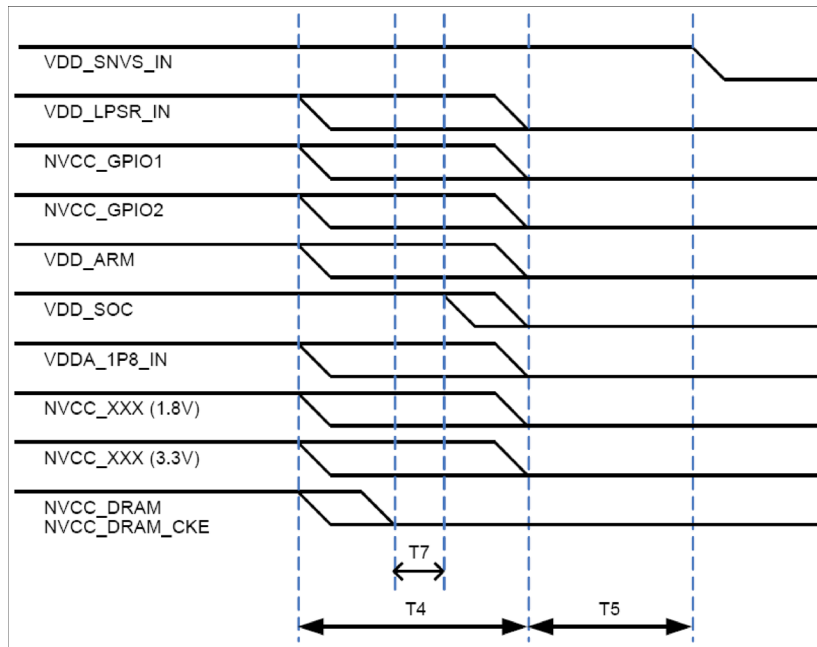 VDD_SNVS_IN
VDD_LPSR_IN
NVCC_GPIO1
NVCC_GPIO2
VDD_ARM
VDD_SOC
VDDA_1P8_IN
NVCC_XXX (1.8V)
NVCC_XXX (3.3V)
NVCC_DRAM
NVCC_DRAM_CKE
T7
T4 T5